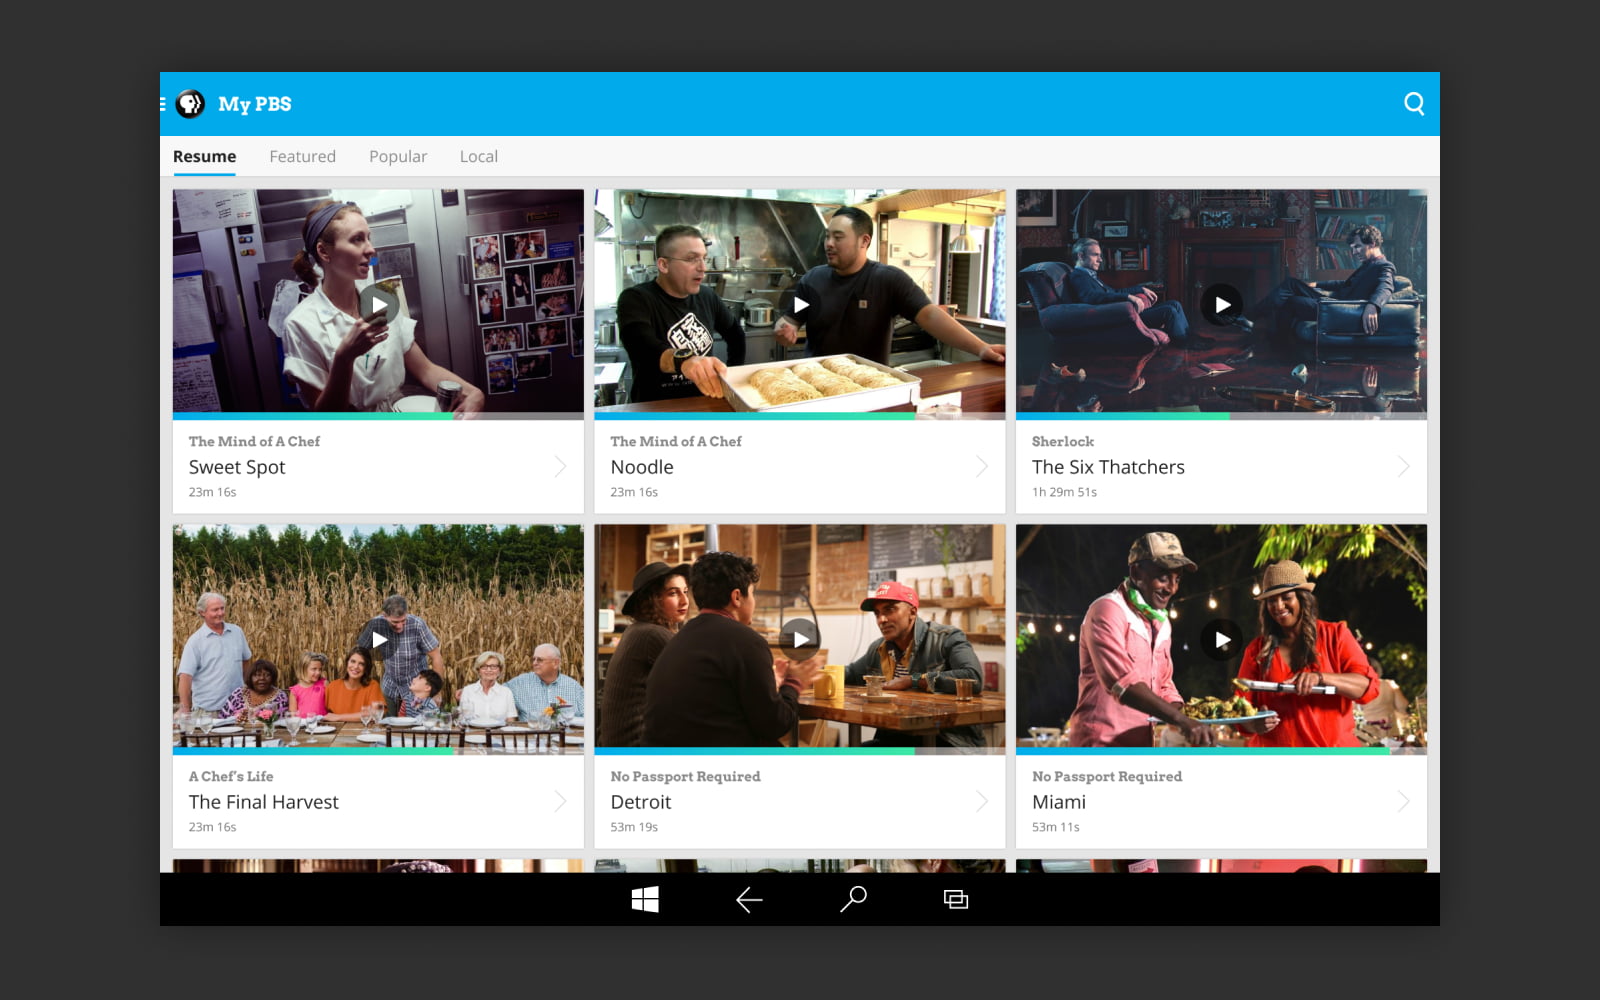 My PBS
Resume
Featured
Popular
Local
The Mind of A Chef
Sweet Spot
23m 16s
The Mind of A Chef
Noodle
23m 16s
Sherlock
The Six Thatchers
1h 29m 51s
A Chef's Life
The Final Harvest
23m 16s
No Passport Required
Detroit
53m 19s
No Passport Required
Miami
53m 11s